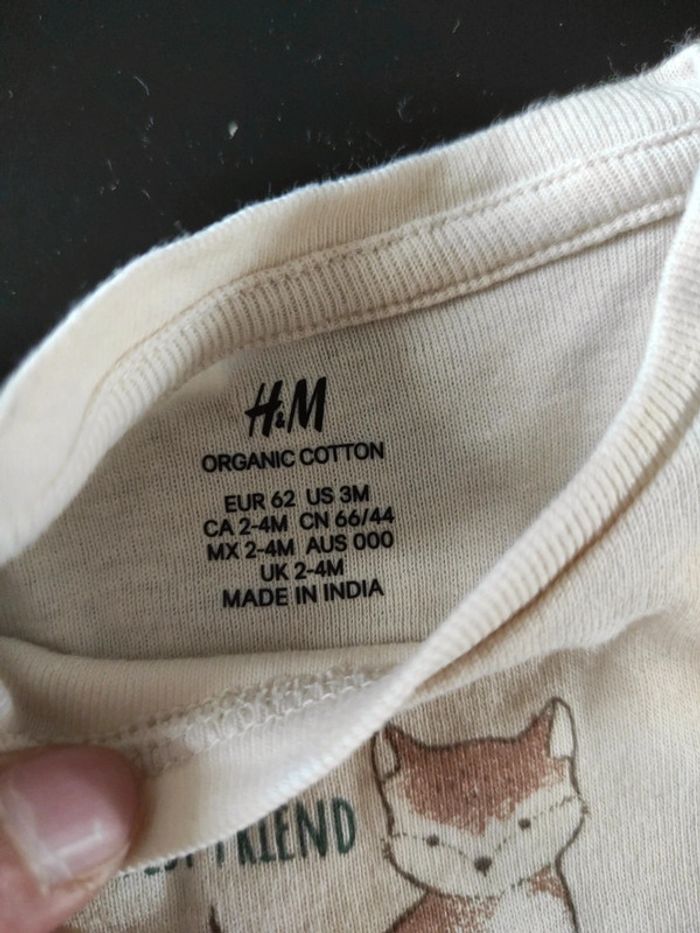 H&M
ORGANIC COTTON
EUR 62 US 3M
CA 2-4M CN 66/44
MX 2-4M AUS 000
UK 2-4M
MADE IN INDIA
FRIEND